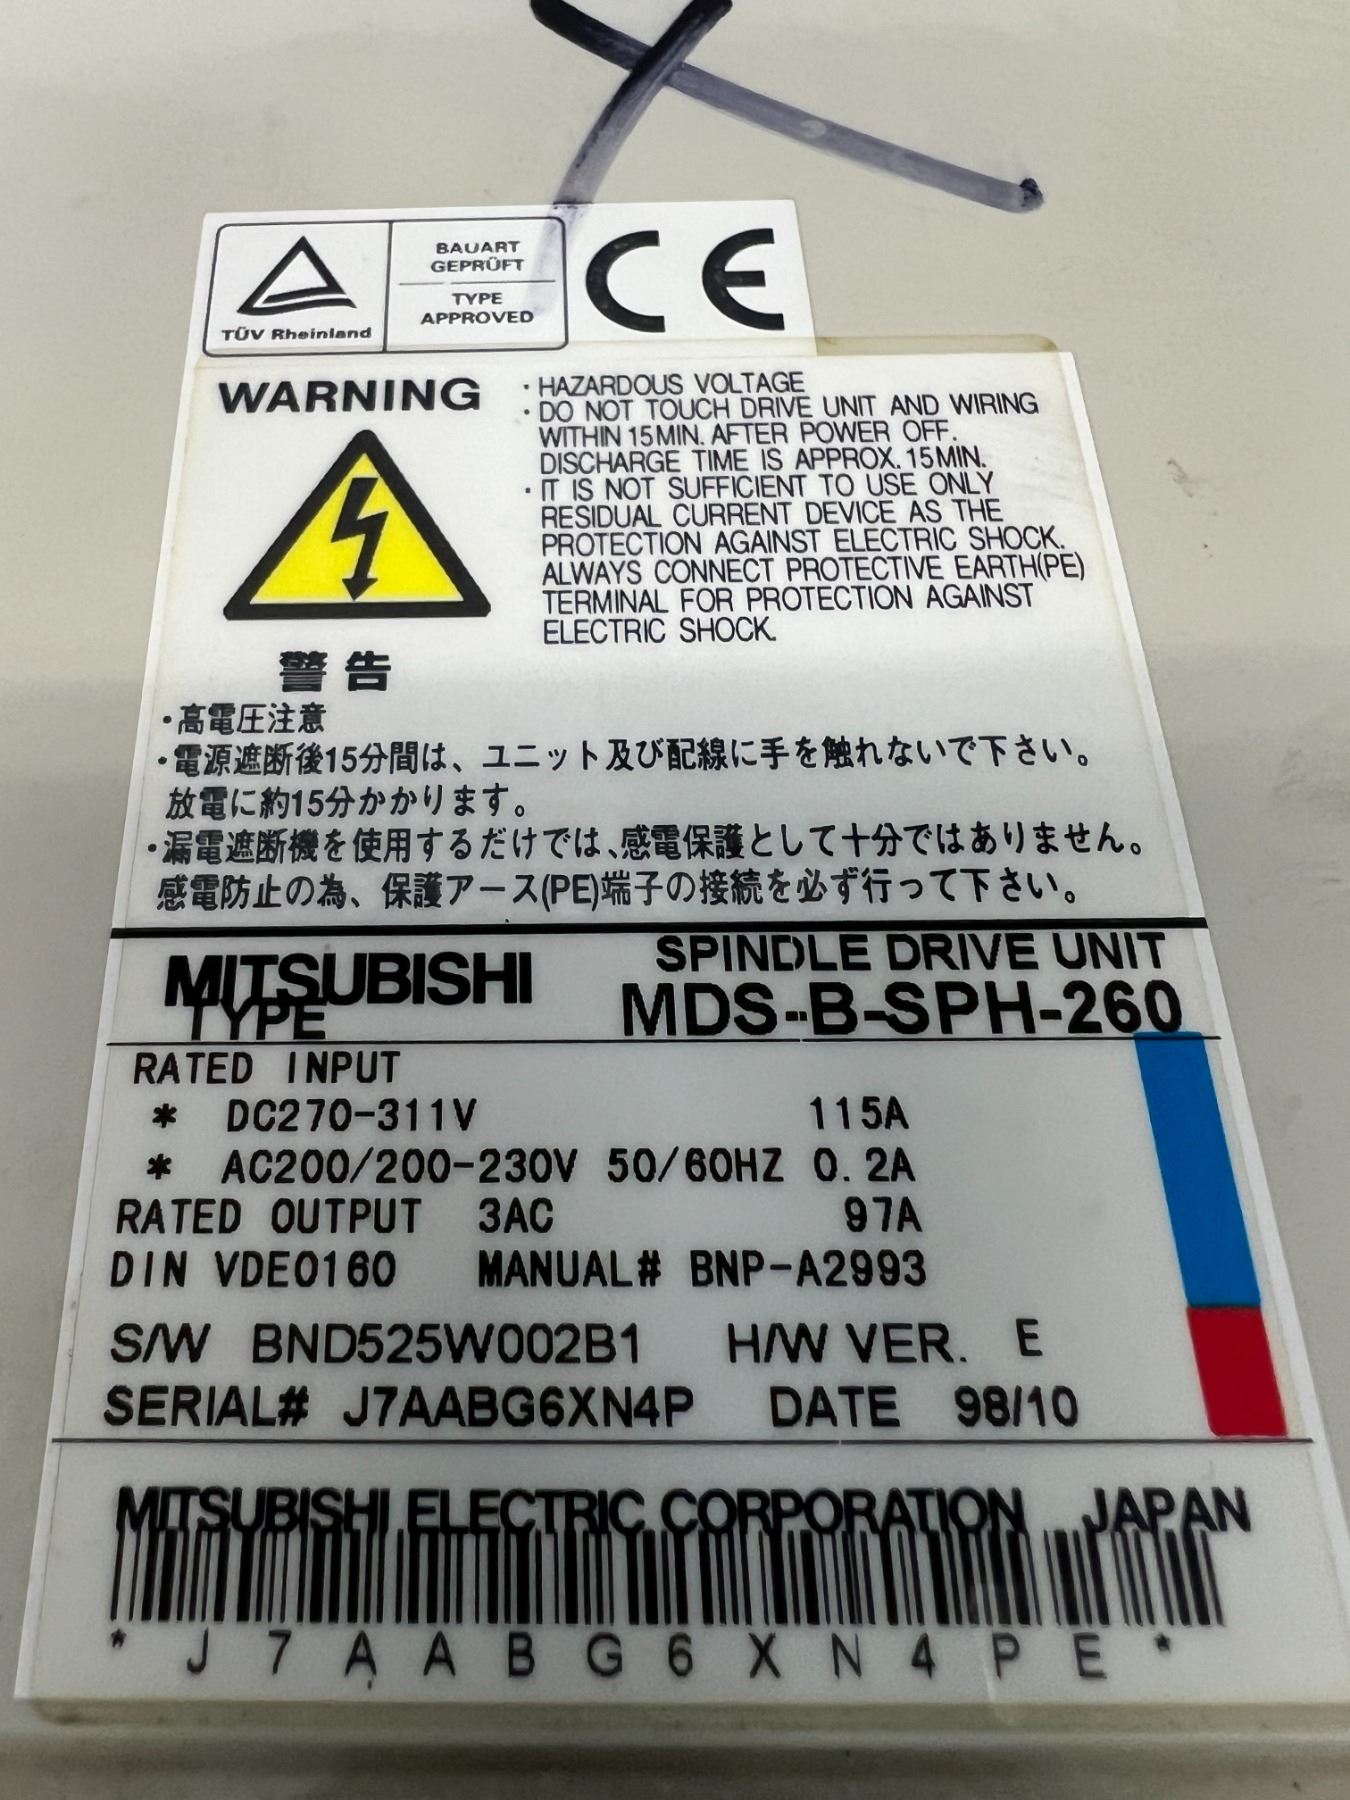 BAUART
GEPRÜFT
TYPE
APPROVED
TÜV Rheinland
CE
WARNING
・HAZARDOUS VOLTAGE
・DO NOT TOUCH DRIVE UNIT AND WIRING
WITHIN 15MIN. AFTER POWER OFF.
DISCHARGE TIME IS APPROX. 15MIN.
・IT IS NOT SUFFICIENT TO USE ONLY
RESIDUAL CURRENT DEVICE AS THE
PROTECTION AGAINST ELECTRIC SHOCK.
ALWAYS CONNECT PROTECTIVE EARTH(PE)
TERMINAL FOR PROTECTION AGAINST
ELECTRIC SHOCK.
警告
・高電圧注意
・電源遮断後15分間は、ユニット及び配線に手を触れないで下さい。
放電に約15分かかります。
・漏電遮断機を使用するだけでは、感電保護として十分ではありません。
感電防止の為、保護アース(PE)端子の接続を必ず行って下さい。
MITSUBISHI SPINDLE DRIVE UNIT
TYPE MDS-B-SPH-260
RATED INPUT
* DC270-311V 115A
* AC200/200-230V 50/60HZ 0.2A
RATED OUTPUT 3AC 97A
DIN VDE0160 MANUAL# BNP-A2993
S/W BND525W002B1 H/W VER. E
SERIAL# J7AABG6XN4P DATE 98/10
MITSUBISHI ELECTRIC CORPORATION JAPAN
* J 7 A A B G 6 X N 4 P E *